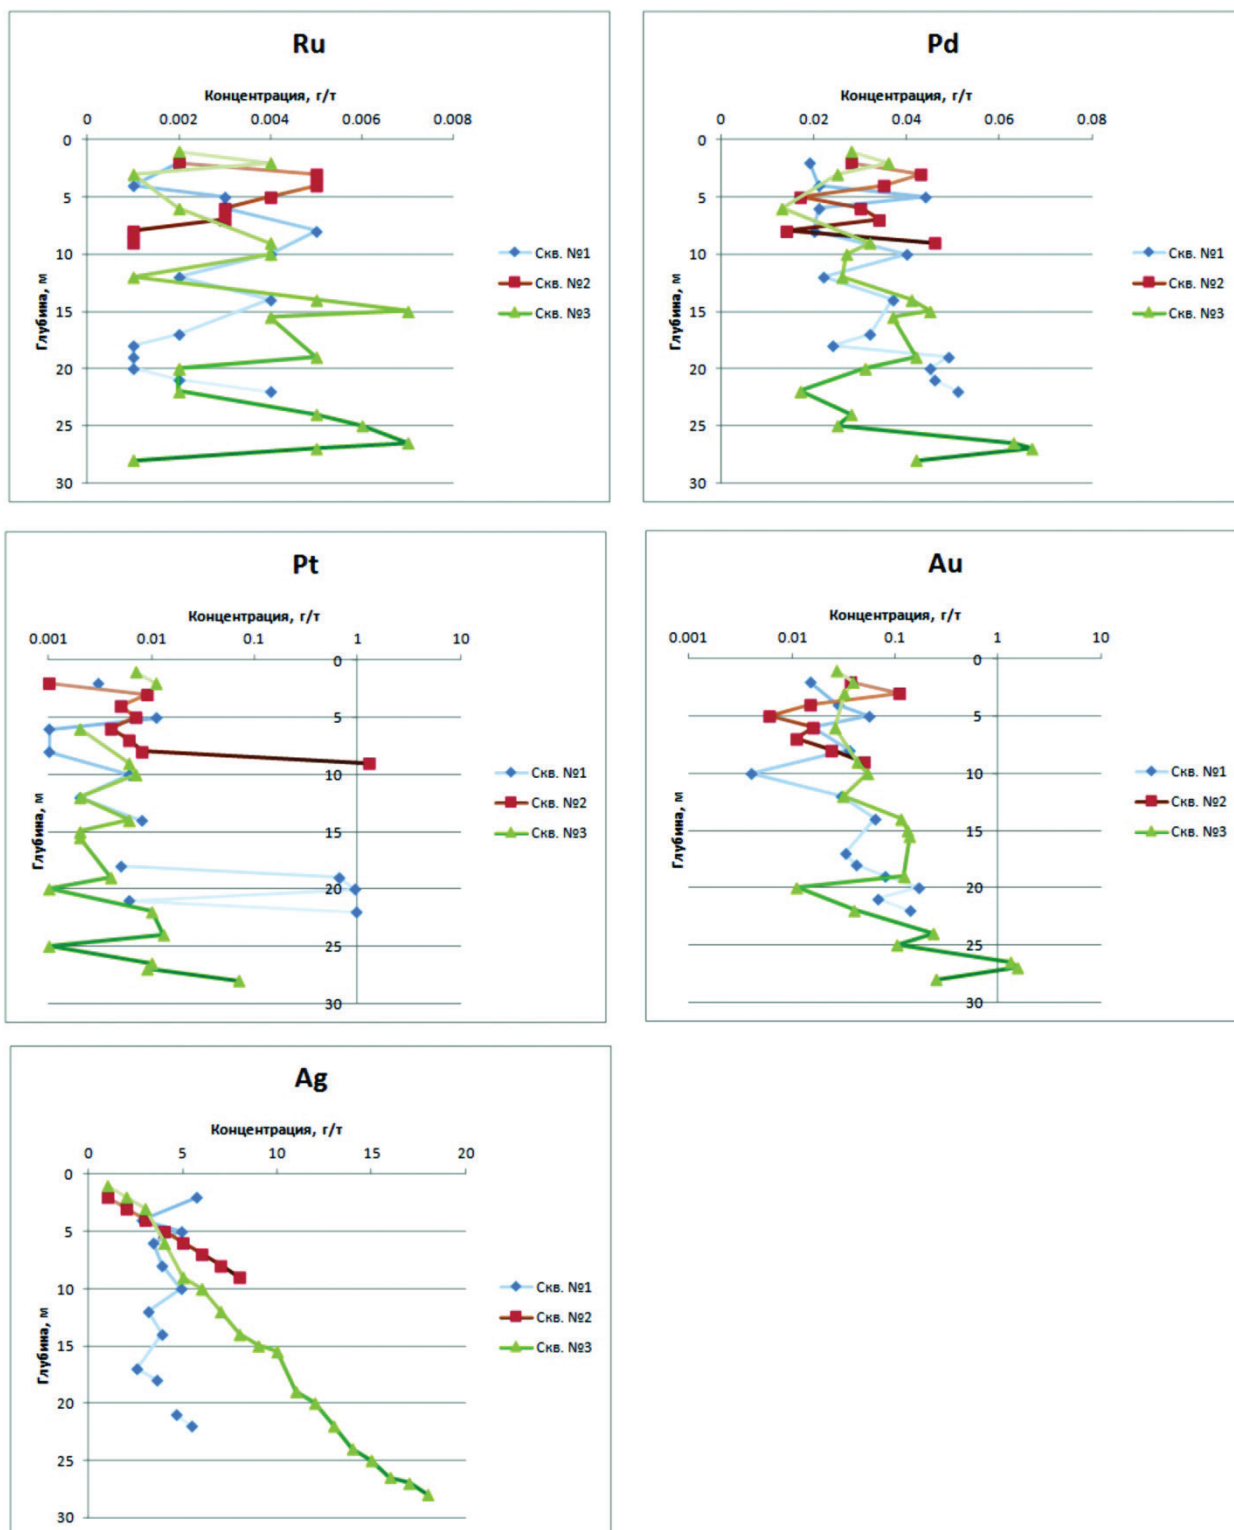 Ru
Концентрация, г/т
0 0.002 0.004 0.006 0.008
0
5
10
15
20
25
30
Глубина, м
Скв. №1
Скв. №2
Скв. №3
Pd
Концентрация, г/т
0 0.02 0.04 0.06 0.08
0
5
10
15
20
25
30
Глубина, м
Скв. №1
Скв. №2
Скв. №3
Pt
Концентрация, г/т
0.001 0.01 0.1 1 10
0
5
10
15
20
25
30
Глубина, м
Скв. №1
Скв. №2
Скв. №3
Au
Концентрация, г/т
0.001 0.01 0.1 1 10
0
5
10
15
20
25
30
Глубина, м
Скв. №1
Скв. №2
Скв. №3
Ag
Концентрация, г/т
0 5 10 15 20
0
5
10
15
20
25
30
Глубина, м
Скв. №1
Скв. №2
Скв. №3